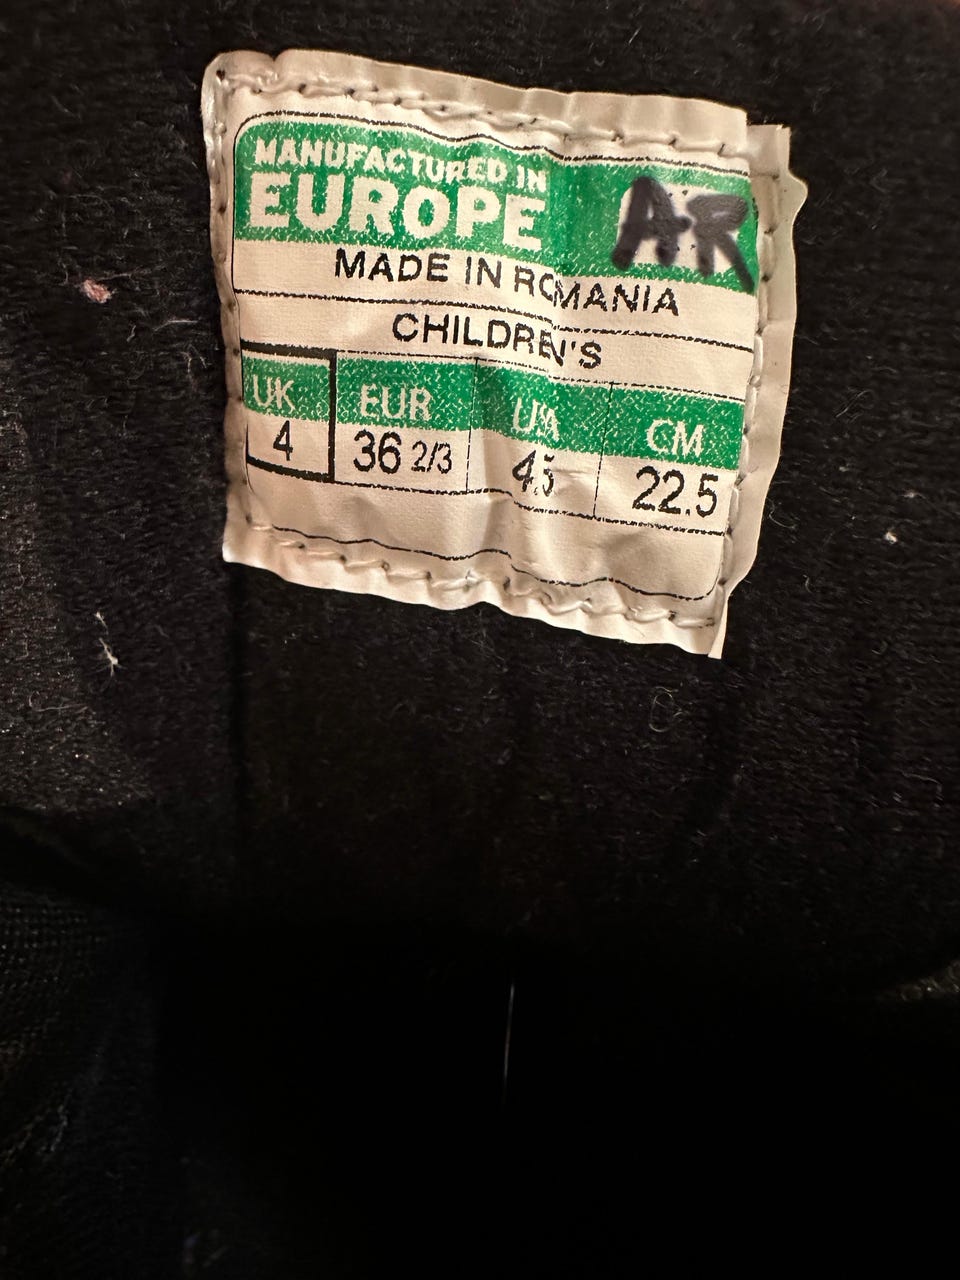 MANUFACTURED IN
EUROPE
AR
MADE IN ROMANIA
CHILDREN'S
UK EUR USA CM
4 36 2/3 4.5 22.5